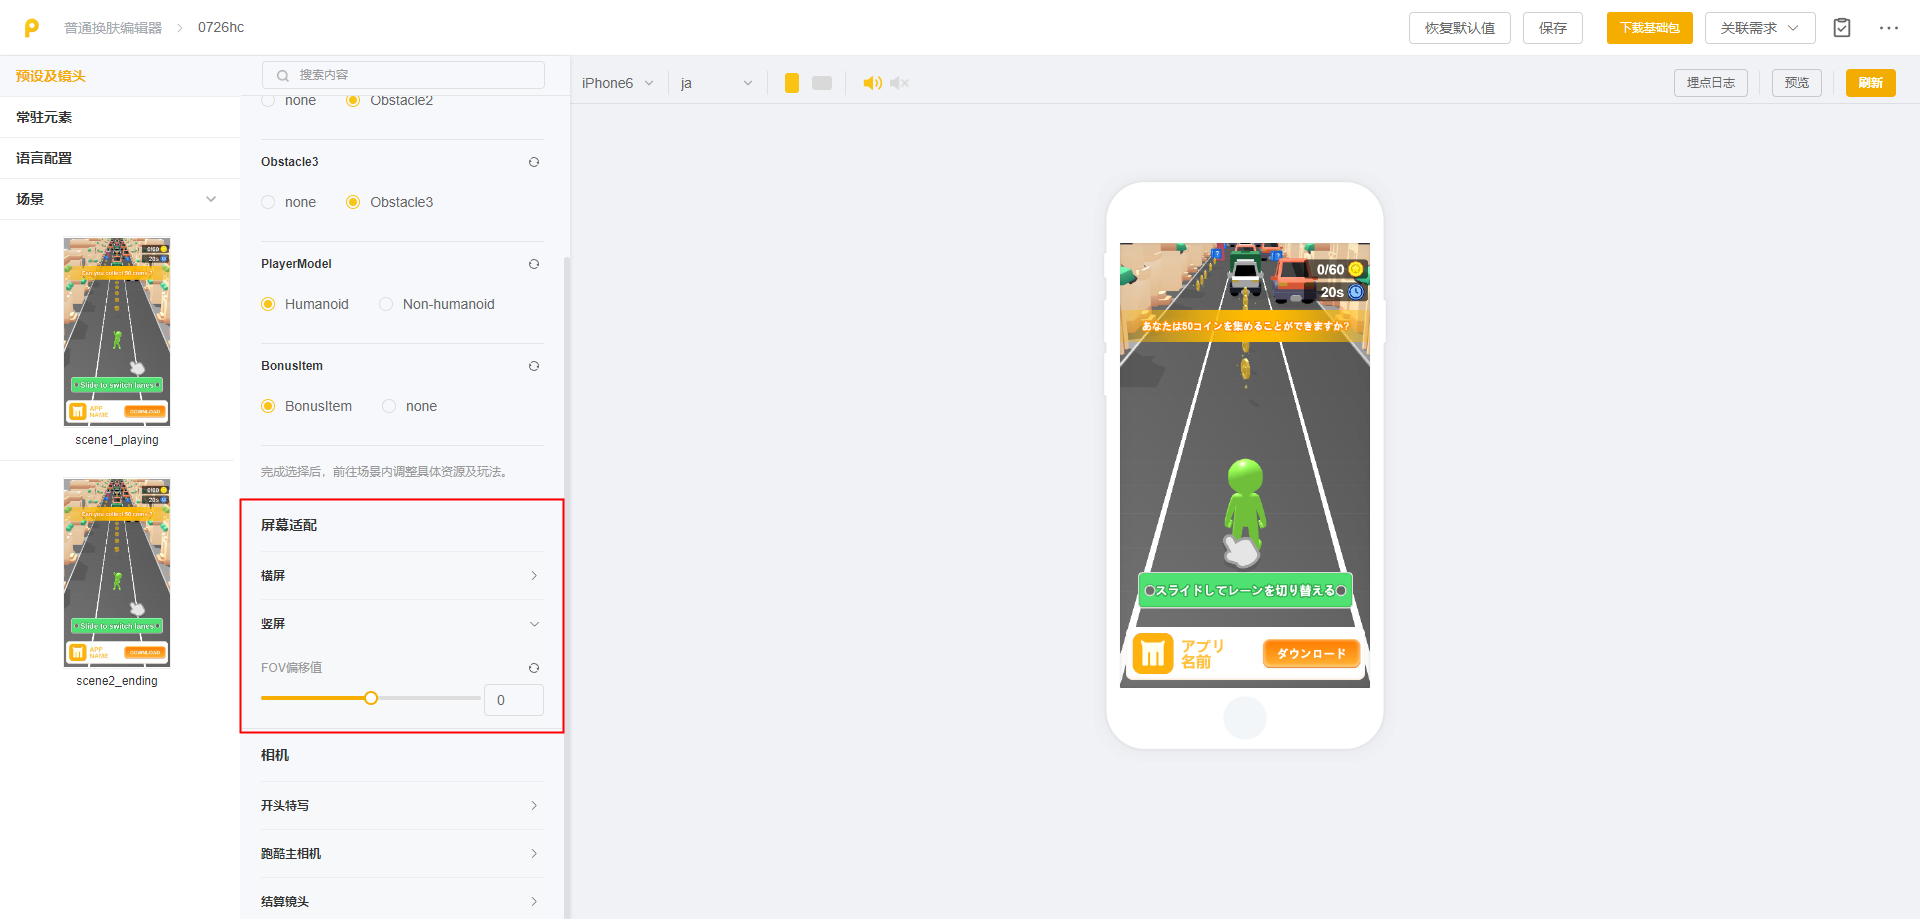 普通换肤编辑器
0726hc
恢复默认值
保存
下载基础包
关联需求
预设及镜头
常驻元素
语言配置
场景
0/60
20s
Can you collect 50 coins ?
Slide to switch lanes
APP
NAME
DOWNLOAD
scene1_playing
0/60
20s
Can you collect 50 coins ?
Slide to switch lanes
APP
NAME
DOWNLOAD
scene2_ending
搜索内容
none
Obstacle2
Obstacle3
none
Obstacle3
PlayerModel
Humanoid
Non-humanoid
BonusItem
BonusItem
none
完成选择后，前往场景内调整具体资源及玩法。
屏幕适配
横屏
竖屏
FOV偏移值
0
相机
开头特写
跑酷主相机
结算镜头
iPhone6
ja
埋点日志
预览
刷新
0/60
20s
あなたは50コインを集めることができますか?
スライドしてレーンを切り替える
アプリ
名前
ダウンロード